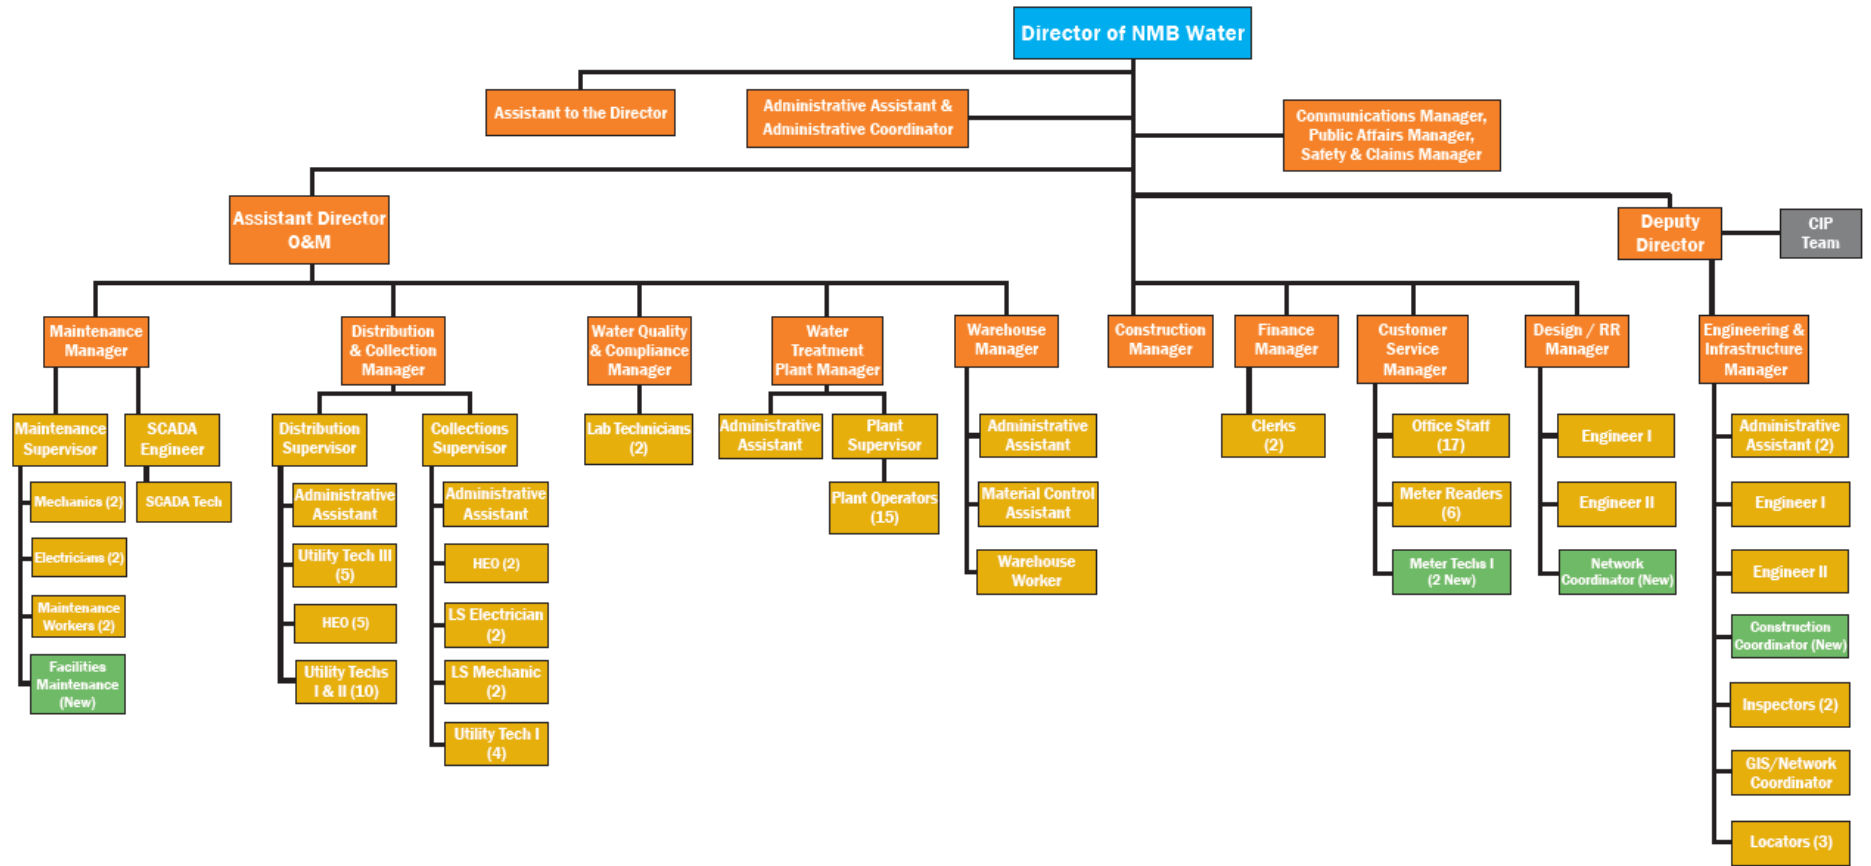 Director of NMB Water
Assistant to the Director
Administrative Assistant &
Administrative Coordinator
Communications Manager,
Public Affairs Manager,
Safety & Claims Manager
Assistant Director
O&M
Deputy
Director
CIP
Team
Maintenance
Manager
Distribution
& Collection
Manager
Water Quality
& Compliance
Manager
Water
Treatment
Plant Manager
Warehouse
Manager
Construction
Manager
Finance
Manager
Customer
Service
Manager
Design / RR
Manager
Engineering &
Infrastructure
Manager
Maintenance
Supervisor
Mechanics (2)
Electricians (2)
Maintenance
Workers (2)
Facilities
Maintenance
(New)
SCADA
Engineer
SCADA Tech
Distribution
Supervisor
Administrative
Assistant
Utility Tech III
(5)
HEO (5)
Utility Techs
I & II (10)
Collections
Supervisor
Administrative
Assistant
HEO (2)
LS Electrician
(2)
LS Mechanic
(2)
Utility Tech I
(4)
Lab Technicians
(2)
Administrative
Assistant
Plant
Supervisor
Plant Operators
(15)
Administrative
Assistant
Material Control
Assistant
Warehouse
Worker
Clerks
(2)
Office Staff
(17)
Meter Readers
(6)
Meter Techs I
(2 New)
Engineer I
Engineer II
Network
Coordinator (New)
Administrative
Assistant (2)
Engineer I
Engineer II
Construction
Coordinator (New)
Inspectors (2)
GIS/Network
Coordinator
Locators (3)